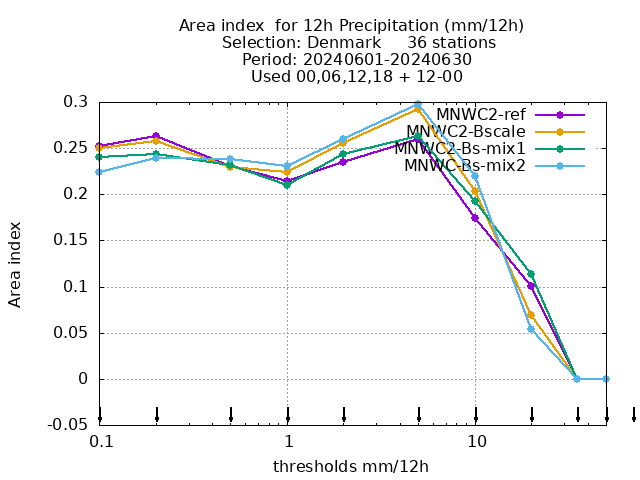 Area index  for 12h Precipitation (mm/12h)
Selection: Denmark     36 stations
Period: 20240601-20240630
Used 00,06,12,18 + 12-00
MNWC2-ref
MNWC2-Bscale
MNWC2-Bs-mix1
MNWC-Bs-mix2
0.3
0.25
0.2
0.15
0.1
0.05
0
-0.05
Area index
0.1
1
10
thresholds mm/12h